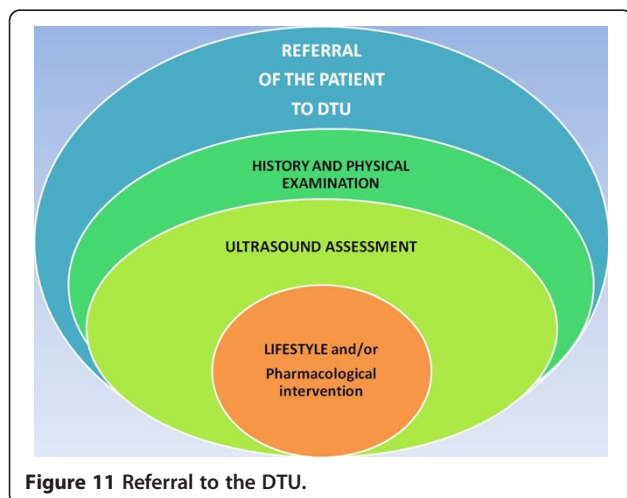 REFERRAL
OF THE PATIENT
TO DTU
HISTORY AND PHYSICAL
EXAMINATION
ULTRASOUND ASSESSMENT
LIFESTYLE and/or
Pharmacological
intervention
Figure 11 Referral to the DTU.